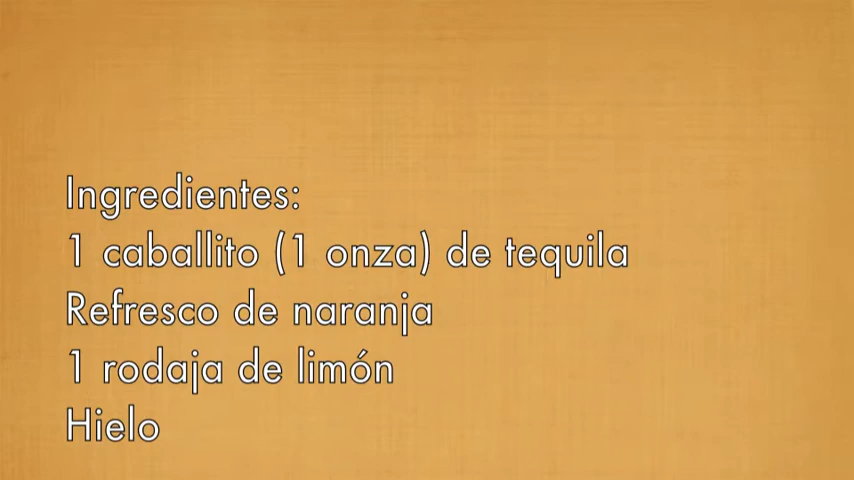 Ingredientes:
1 caballito (1 onza) de tequila
Refresco de naranja
1 rodaja de limón
Hielo